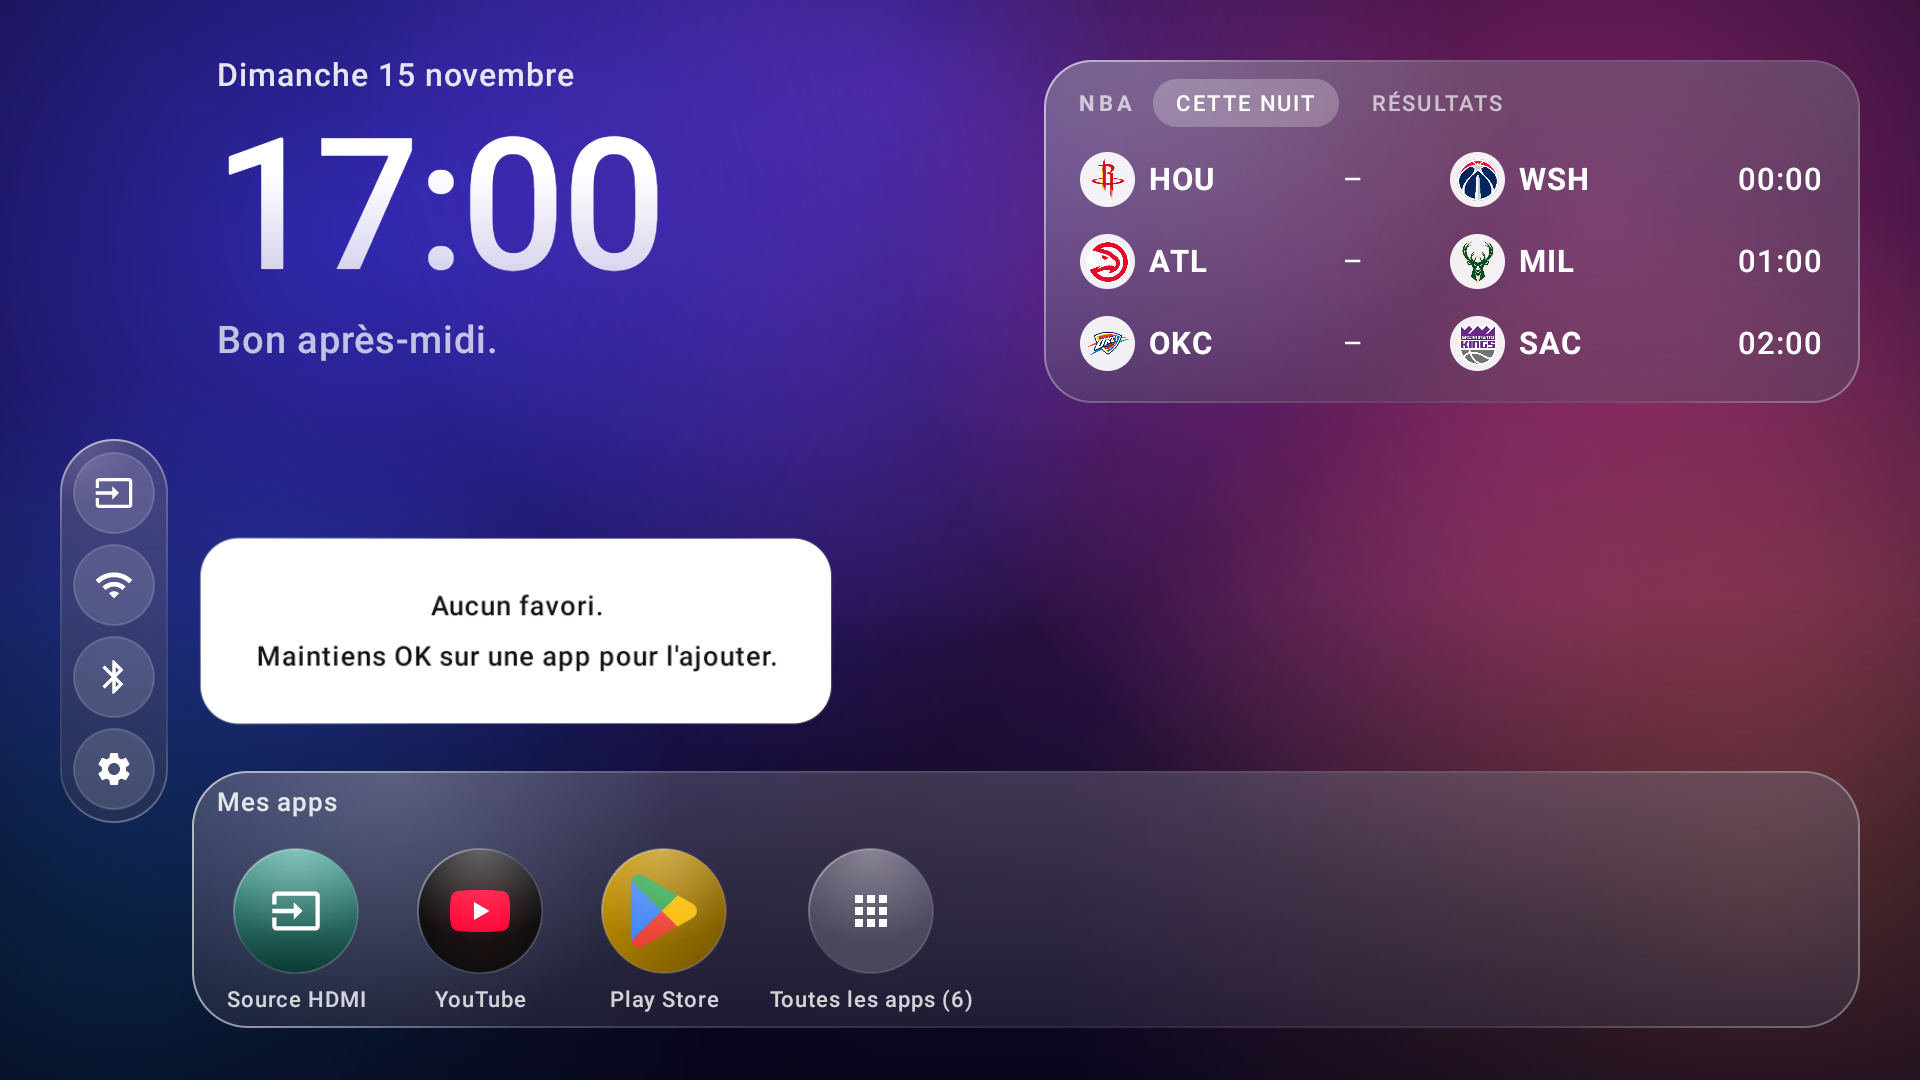 Dimanche 15 novembre
17:00
Bon après-midi.
NBA CETTE NUIT RÉSULTATS
HOU – WSH 00:00
ATL – MIL 01:00
OKC – SAC 02:00
Aucun favori.
Maintiens OK sur une app pour l'ajouter.
Mes apps
Source HDMI YouTube Play Store Toutes les apps (6)